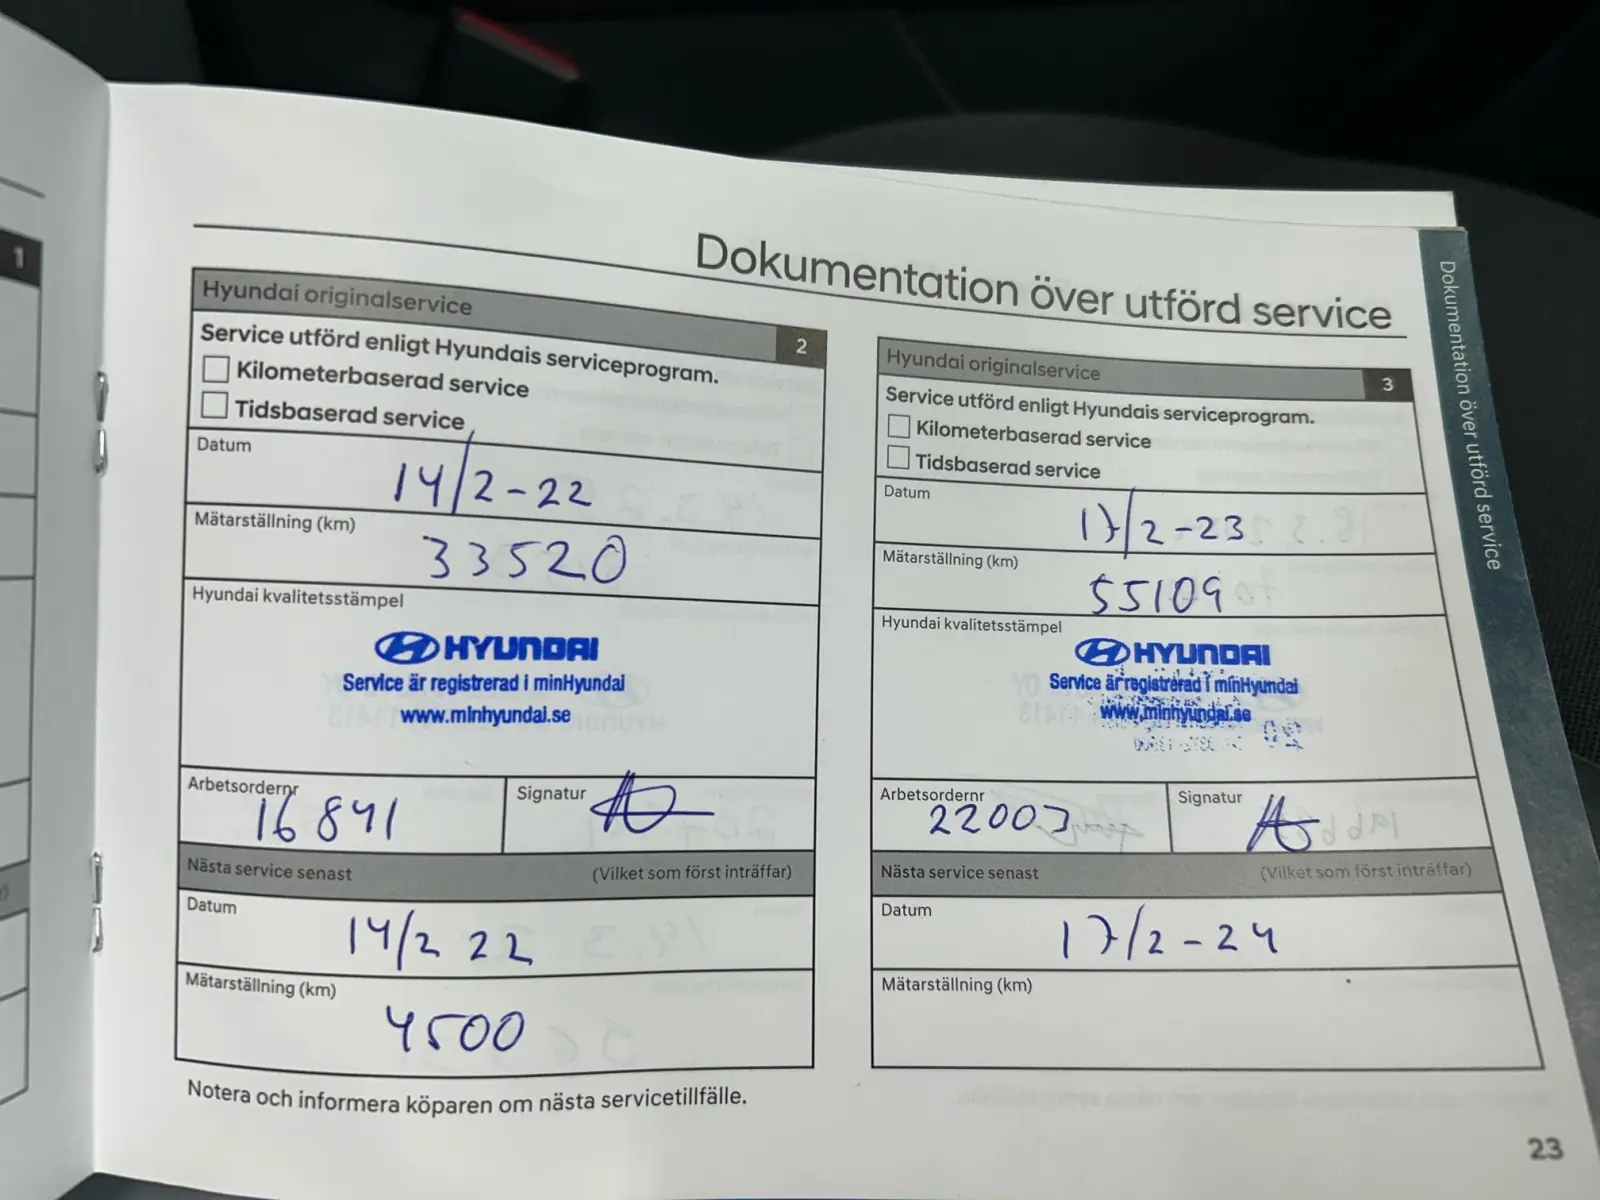 1
Dokumentation över utförd service
Hyundai originalservice
2
Service utförd enligt Hyundais serviceprogram.
Kilometerbaserad service
Tidsbaserad service
Datum
14/2-22
Mätarställning (km)
33520
Hyundai kvalitetsstämpel
HYUNDAI
Service är registrerad i minHyundai
www.minhyundai.se
Arbetsordernr
16841
Signatur
Nästa service senast
(Vilket som först inträffar)
Datum
14/2 22
Mätarställning (km)
4500
Notera och informera köparen om nästa servicetillfälle.
Hyundai originalservice
3
Service utförd enligt Hyundais serviceprogram.
Kilometerbaserad service
Tidsbaserad service
Datum
17/2-23
Mätarställning (km)
55109
Hyundai kvalitetsstämpel
HYUNDAI
Service är registrerad i minHyundai
www.minhyundai.se
Arbetsordernr
22003
Signatur
Nästa service senast
(Vilket som först inträffar)
Datum
17/2-24
Mätarställning (km)
Dokumentation över utförd service
23